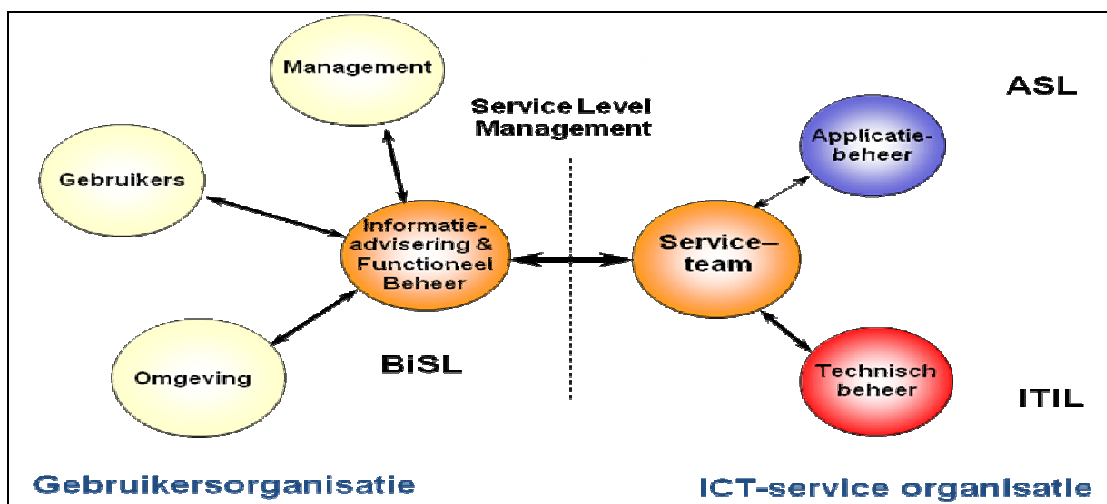 Management
Gebruikers
Omgeving
Informatie-
advisering &
Functioneel
Beheer
BiSL
Gebruikersorganisatie
Service Level
Management
Service–
team
Applicatie-
beheer
Technisch
beheer
ASL
ITIL
ICT-service organisatie